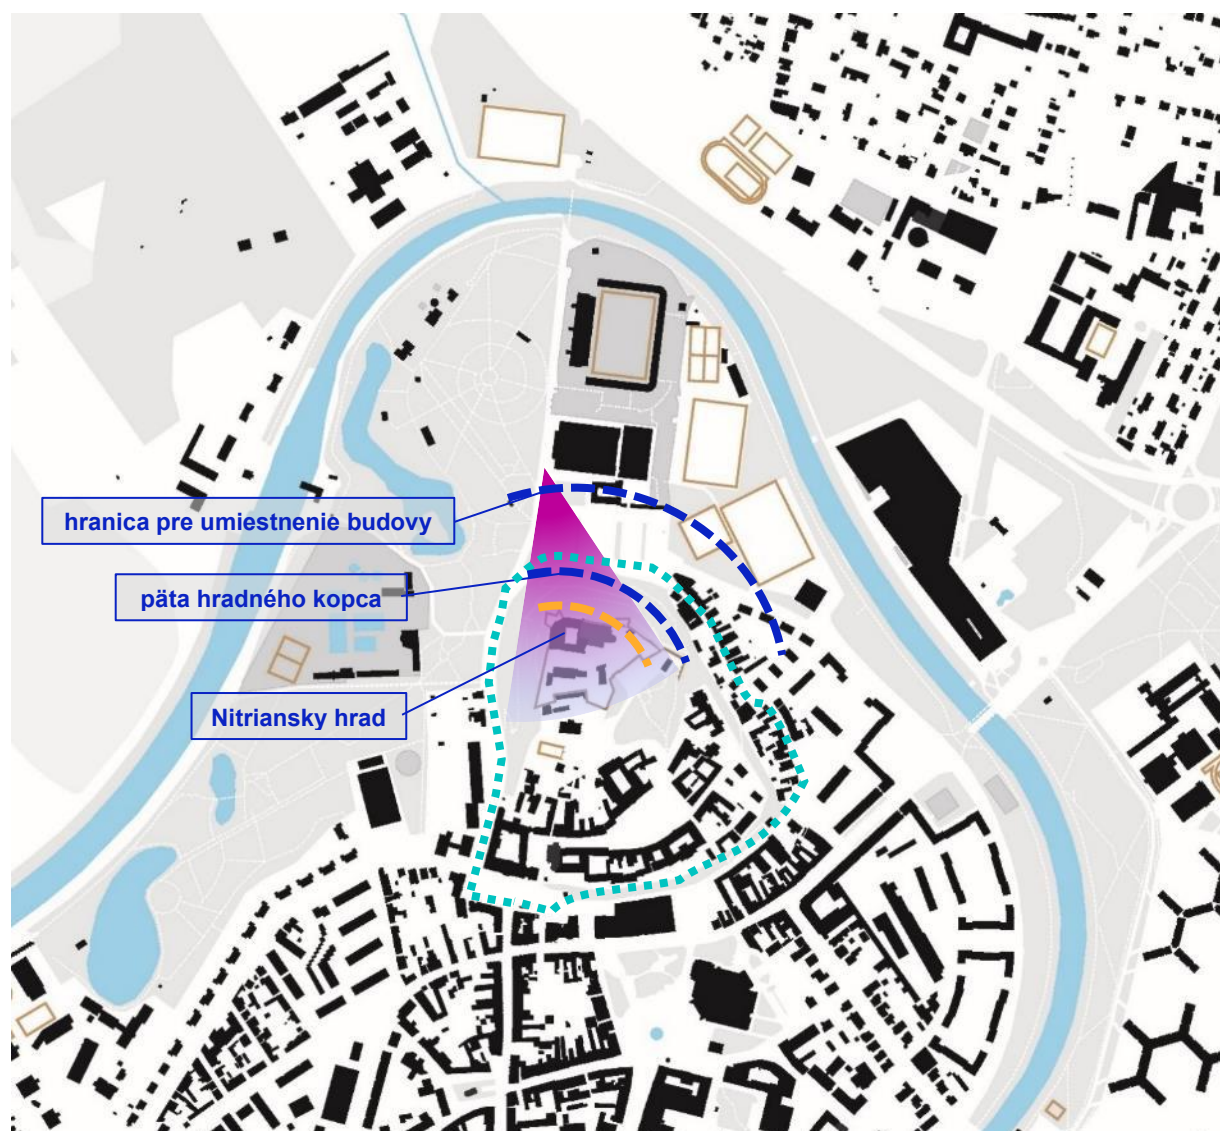 hranica pre umiestnenie budovy
päta hradného kopca
Nitriansky hrad